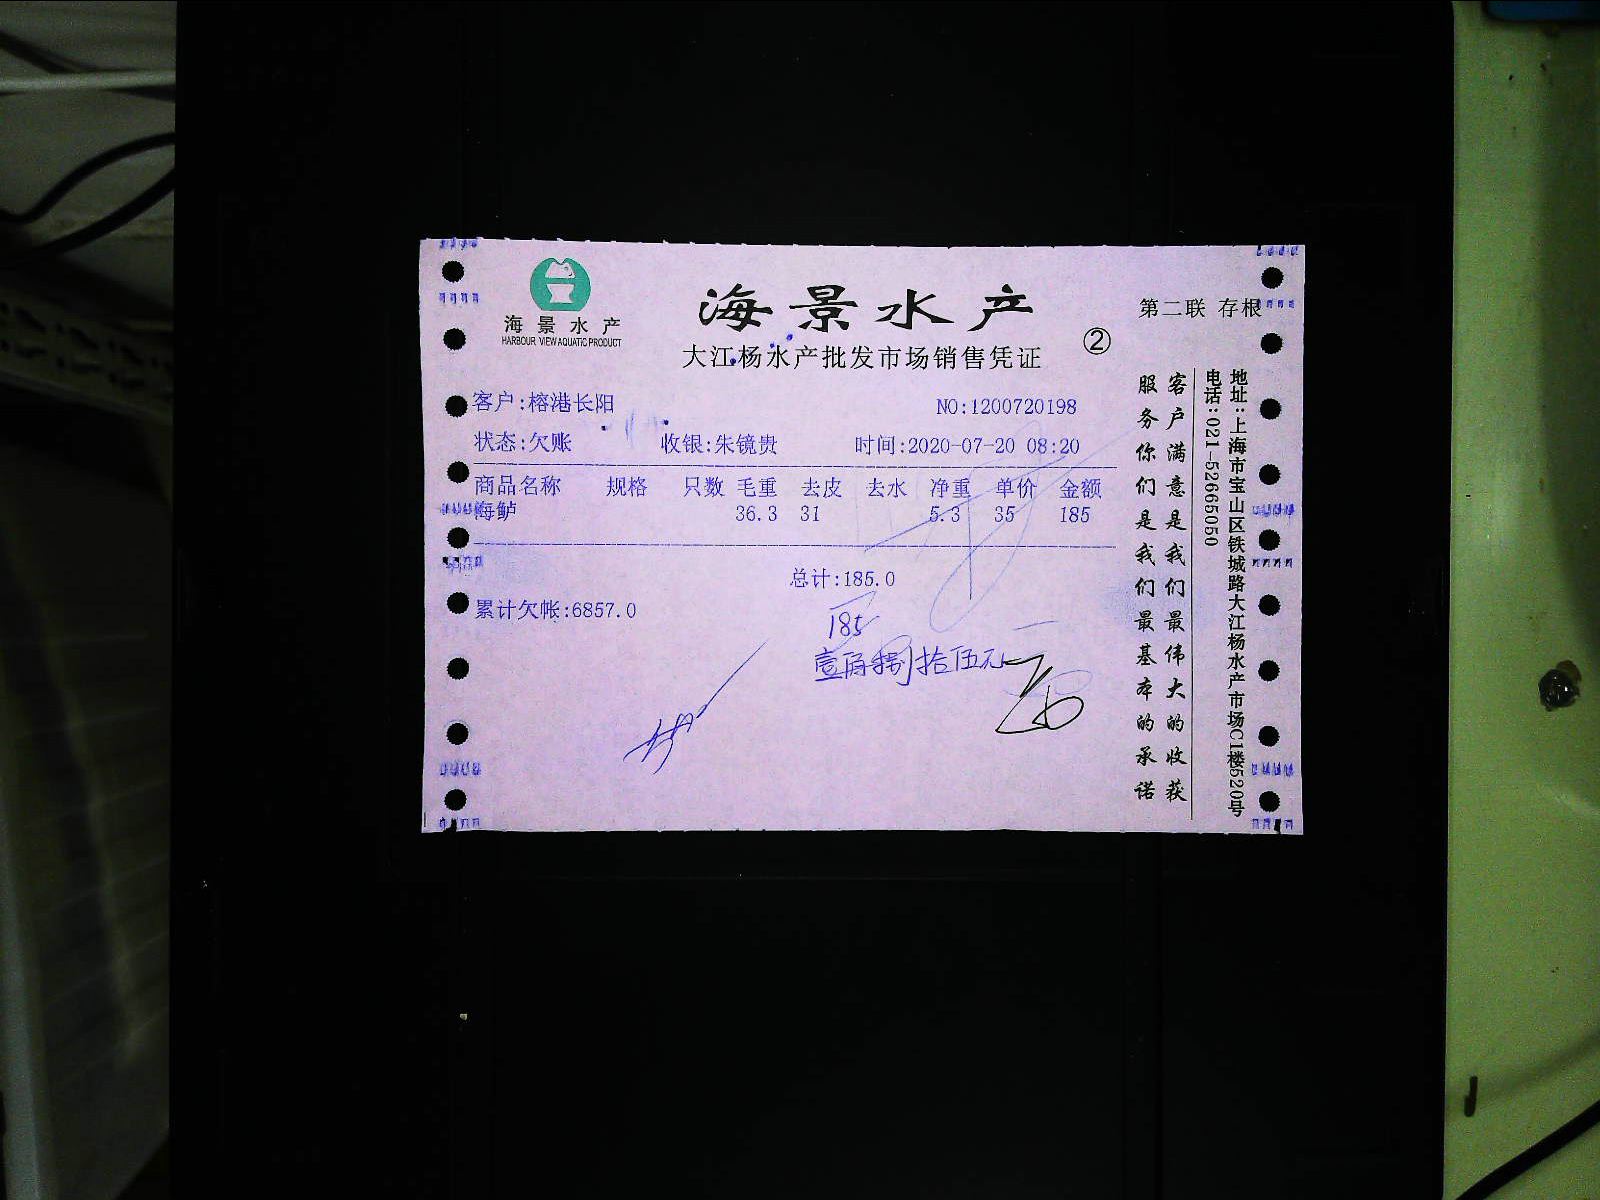 海景水产
HARBOUR VIEW AQUATIC PRODUCT
海景水产
大江杨水产批发市场销售凭证
②
第二联 存根
客户:榕港长阳
NO:1200720198
状态:欠账 收银:朱镜贵 时间:2020-07-20 08:20
商品名称 规格 只数 毛重 去皮 去水 净重 单价 金额
海鲈 36.3 31 5.3 35 185
总计:185.0
累计欠帐:6857.0
185
壹佰捌拾伍元
客户满意是我们最伟大的收获
服务你们是我们最基本的承诺
地址:上海市宝山区铁城路大江杨水产市场C1楼520号
电话:021-52665050